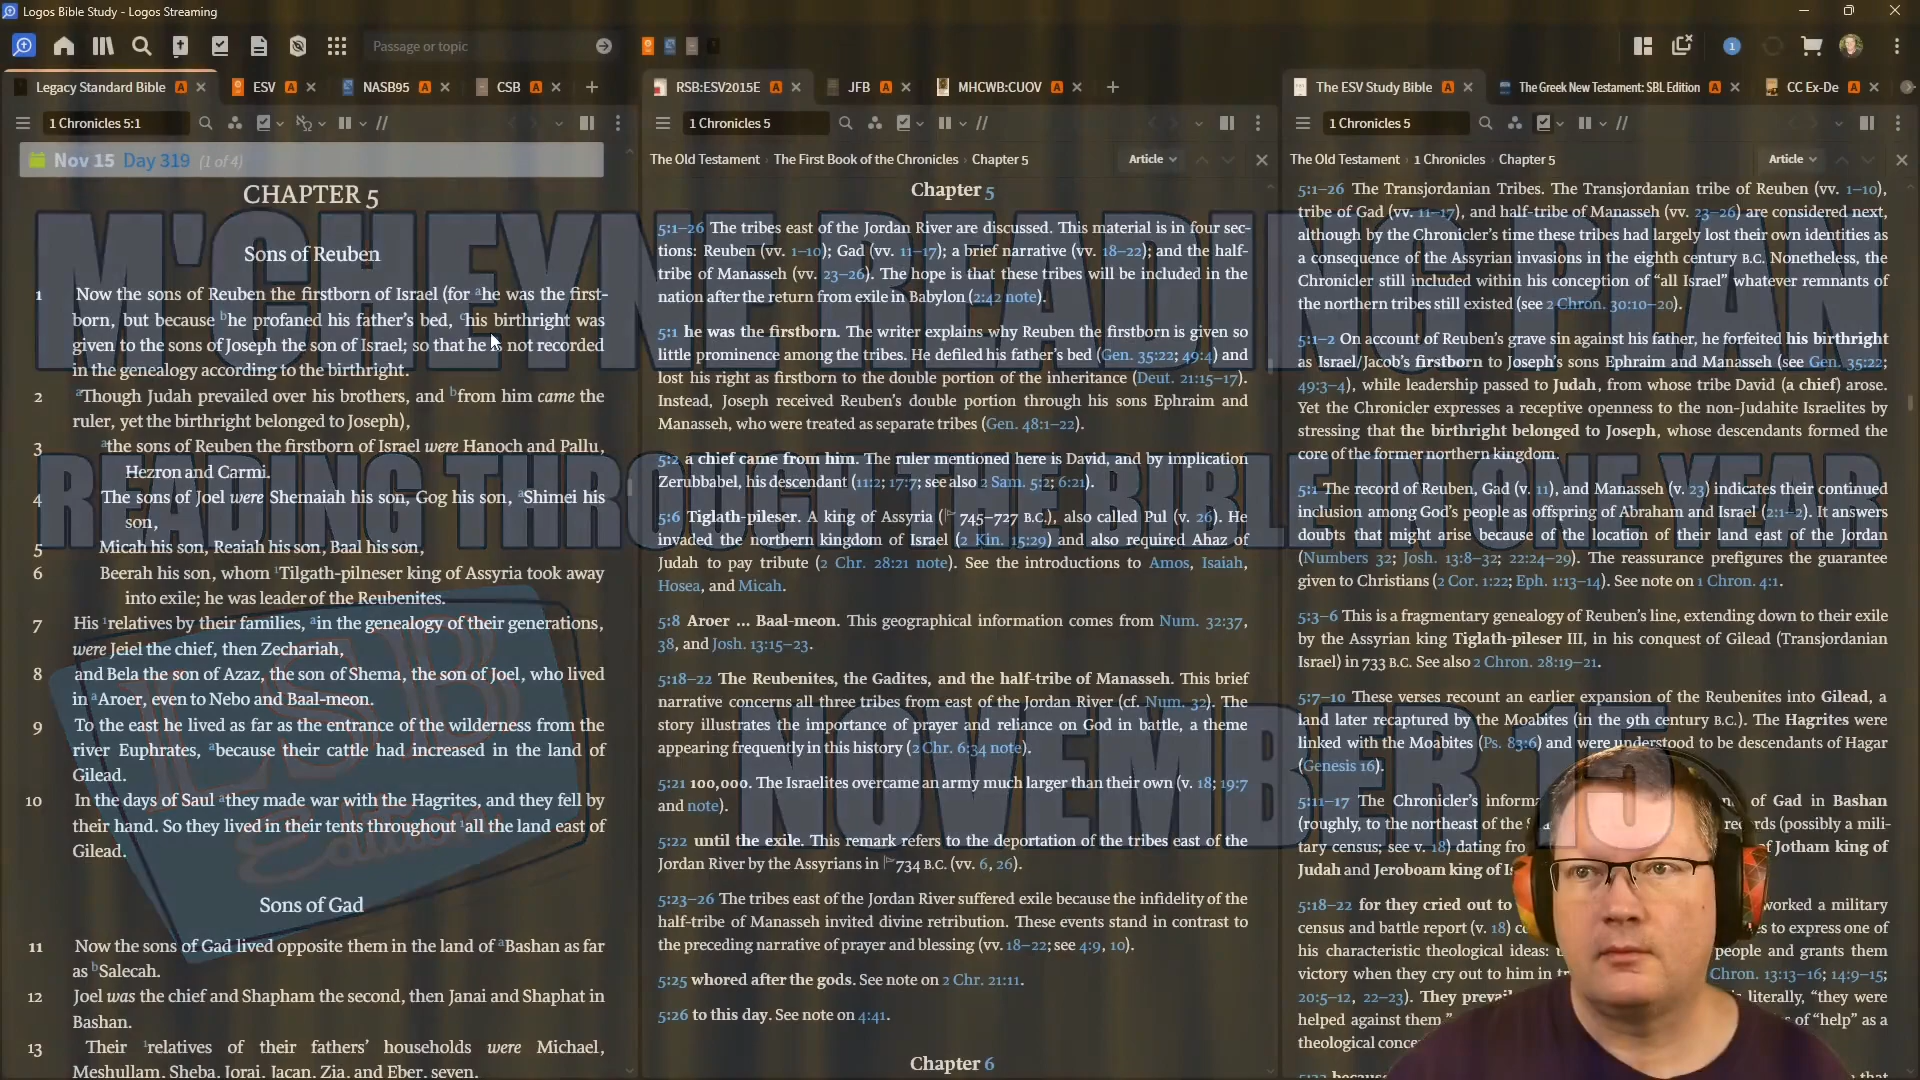 Logos Bible Study - Logos Streaming
Passage or topic
1
Legacy Standard Bible A
ESV A
NASB95 A
CSB A
RSB:ESV2015E A
JFB A
MHCWB:CUOV A
The ESV Study Bible A
The Greek New Testament: SBL Edition A
CC Ex-De A
1 Chronicles 5:1
1 Chronicles 5
1 Chronicles 5
Nov 15 Day 319 (1 of 4)
CHAPTER 5
Sons of Reuben
1 Now the sons of Reuben the firstborn of Israel (for ᵃhe was the first-
born, but because ᵇhe profaned his father's bed, ᶜhis birthright was
given to the sons of Joseph the son of Israel; so that he is not recorded
in the genealogy according to the birthright.
2 ᵃThough Judah prevailed over his brothers, and ᵇfrom him came the
ruler, yet the birthright belonged to Joseph),
3 ᵃthe sons of Reuben the firstborn of Israel were Hanoch and Pallu,
Hezron and Carmi.
4 The sons of Joel were Shemaiah his son, Gog his son, ᵃShimei his
son,
5 Micah his son, Reaiah his son, Baal his son,
6 Beerah his son, whom ¹Tilgath-pilneser king of Assyria took away
into exile; he was leader of the Reubenites.
7 His ¹relatives by their families, ᵃin the genealogy of their generations,
were Jeiel the chief, then Zechariah,
8 and Bela the son of Azaz, the son of Shema, the son of Joel, who lived
in ᵃAroer, even to Nebo and Baal-meon.
9 To the east he lived as far as the entrance of the wilderness from the
river Euphrates, ᵃbecause their cattle had increased in the land of
Gilead.
10 In the days of Saul ᵃthey made war with the Hagrites, and they fell by
their hand. So they lived in their tents throughout ¹all the land east of
Gilead.
Sons of Gad
11 Now the sons of Gad lived opposite them in the land of ᵃBashan as far
as ᵇSalecah.
12 Joel was the chief and Shapham the second, then Janai and Shaphat in
Bashan.
13 Their ¹relatives of their fathers' households were Michael,
Meshullam, Sheba, Jorai, Jacan, Zia, and Eber, seven.
The Old Testament › The First Book of the Chronicles › Chapter 5
Article
Chapter 5
5:1–26 The tribes east of the Jordan River are discussed. This material is in four sec-
tions: Reuben (vv. 1–10); Gad (vv. 11–17); a brief narrative (vv. 18–22); and the half-
tribe of Manasseh (vv. 23–26). The hope is that these tribes will be included in the
nation after the return from exile in Babylon (2:42 note).
5:1 he was the firstborn. The writer explains why Reuben the firstborn is given so
little prominence among the tribes. He defiled his father's bed (Gen. 35:22; 49:4) and
lost his right as firstborn to the double portion of the inheritance (Deut. 21:15–17).
Instead, Joseph received Reuben's double portion through his sons Ephraim and
Manasseh, who were treated as separate tribes (Gen. 48:1–22).
5:2 a chief came from him. The ruler mentioned here is David, and by implication
Zerubbabel, his descendant (11:2; 17:7; see also 2 Sam. 5:2; 6:21).
5:6 Tiglath-pileser. A king of Assyria (745–727 B.C.), also called Pul (v. 26). He
invaded the northern kingdom of Israel (2 Kin. 15:29) and also required Ahaz of
Judah to pay tribute (2 Chr. 28:21 note). See the introductions to Amos, Isaiah,
Hosea, and Micah.
5:8 Aroer ... Baal-meon. This geographical information comes from Num. 32:37,
38, and Josh. 13:15–23.
5:18–22 The Reubenites, the Gadites, and the half-tribe of Manasseh. This brief
narrative concerns all three tribes from east of the Jordan River (cf. Num. 32). The
story illustrates the importance of prayer and reliance on God in battle, a theme
appearing frequently in this history (2 Chr. 6:34 note).
5:21 100,000. The Israelites overcame an army much larger than their own (v. 18; 19:7
and note).
5:22 until the exile. This remark refers to the deportation of the tribes east of the
Jordan River by the Assyrians in 734 B.C. (vv. 6, 26).
5:23–26 The tribes east of the Jordan River suffered exile because the infidelity of the
half-tribe of Manasseh invited divine retribution. These events stand in contrast to
the preceding narrative of prayer and blessing (vv. 18–22; see 4:9, 10).
5:25 whored after the gods. See note on 2 Chr. 21:11.
5:26 to this day. See note on 4:41.
Chapter 6
The Old Testament › 1 Chronicles › Chapter 5
Article
5:1–26 The Transjordanian Tribes. The Transjordanian tribe of Reuben (vv. 1–10),
tribe of Gad (vv. 11–17), and half-tribe of Manasseh (vv. 23–26) are considered next,
although by the Chronicler's time these tribes had largely lost their own identities as
a consequence of the Assyrian invasions in the eighth century B.C. Nonetheless, the
Chronicler still included within his conception of "all Israel" whatever remnants of
the northern tribes still existed (see 2 Chron. 30:10–20).
5:1–2 On account of Reuben's grave sin against his father, he forfeited his birthright
as Israel/Jacob's firstborn to Joseph's sons Ephraim and Manasseh (see Gen. 35:22;
49:3–4), while leadership passed to Judah, from whose tribe David (a chief) arose.
Yet the Chronicler expresses a receptive openness to the non-Judahite Israelites by
stressing that the birthright belonged to Joseph, whose descendants formed the
core of the former northern kingdom.
5:1 The record of Reuben, Gad (v. 11), and Manasseh (v. 23) indicates their continued
inclusion among God's people as offspring of Abraham and Israel (2:1–2). It answers
doubts that might arise because of the location of their land east of the Jordan
(Numbers 32; Josh. 13:8–32; 22:24–29). The reassurance prefigures the guarantee
given to Christians (2 Cor. 1:22; Eph. 1:13–14). See note on 1 Chron. 4:1.
5:3–6 This is a fragmentary genealogy of Reuben's line, extending down to their exile
by the Assyrian king Tiglath-pileser III, in his conquest of Gilead (Transjordanian
Israel) in 733 B.C. See also 2 Chron. 28:19–21.
5:7–10 These verses recount an earlier expansion of the Reubenites into Gilead, a
land later recaptured by the Moabites (in the 9th century B.C.). The Hagrites were
linked with the Moabites (Ps. 83:6) and were understood to be descendants of Hagar
(Genesis 16).
5:11–17 The Chronicler's informa of Gad in Bashan
(roughly, to the northeast of the records (possibly a mili-
tary census; see v. 18) dating fro of Jotham king of
Judah and Jeroboam king of Is
5:18–22 for they cried out to worked a military
census and battle report (v. 18) es to express one of
his characteristic theological ideas: people and grants them
victory when they cry out to him in tr Chron. 13:13–16; 14:9–15;
20:5–12, 22–23). They prevai literally, "they were
helped against them." of "help" as a
theological conce
M'CHEYNE READING PLAN
READING THROUGH THE BIBLE IN ONE YEAR
NOVEMBER 15
LSB
Edition